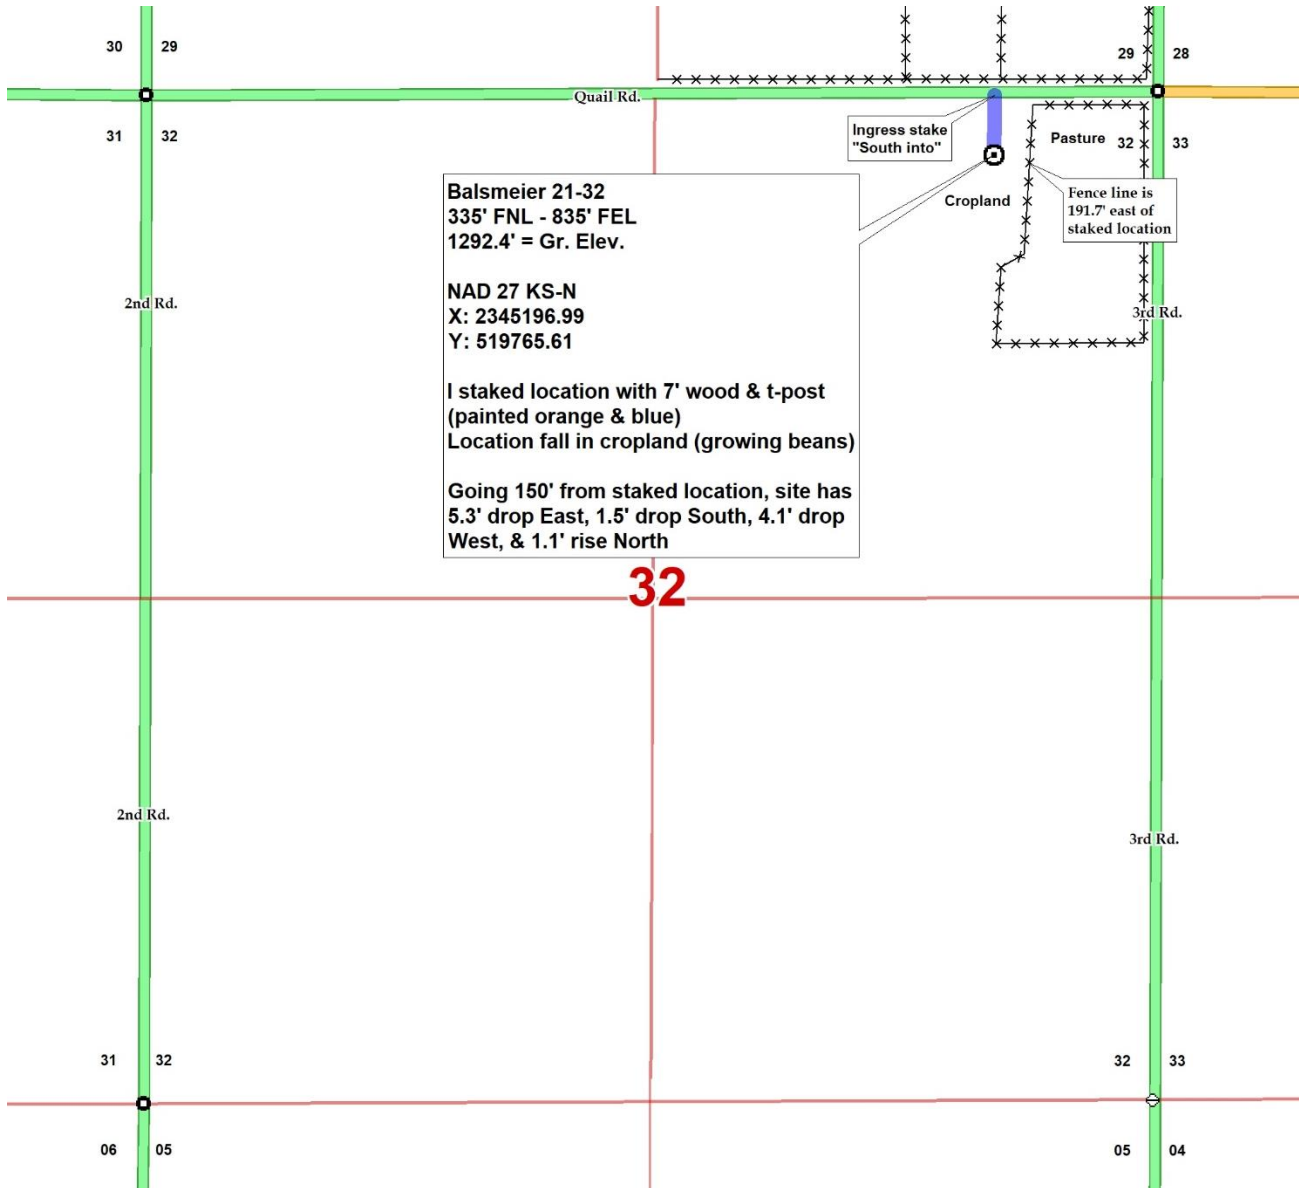 30 29
29 28
Quail Rd.
31 32
Ingress stake
"South into"
Pasture
32 33
Balsmeier 21-32
335' FNL - 835' FEL
1292.4' = Gr. Elev.
NAD 27 KS-N
X: 2345196.99
Y: 519765.61
I staked location with 7' wood & t-post
(painted orange & blue)
Location fall in cropland (growing beans)
Going 150' from staked location, site has
5.3' drop East, 1.5' drop South, 4.1' drop
West, & 1.1' rise North
Cropland
Fence line is
191.7' east of
staked location
2nd Rd.
3rd Rd.
32
2nd Rd.
3rd Rd.
31 32
32 33
06 05
05 04